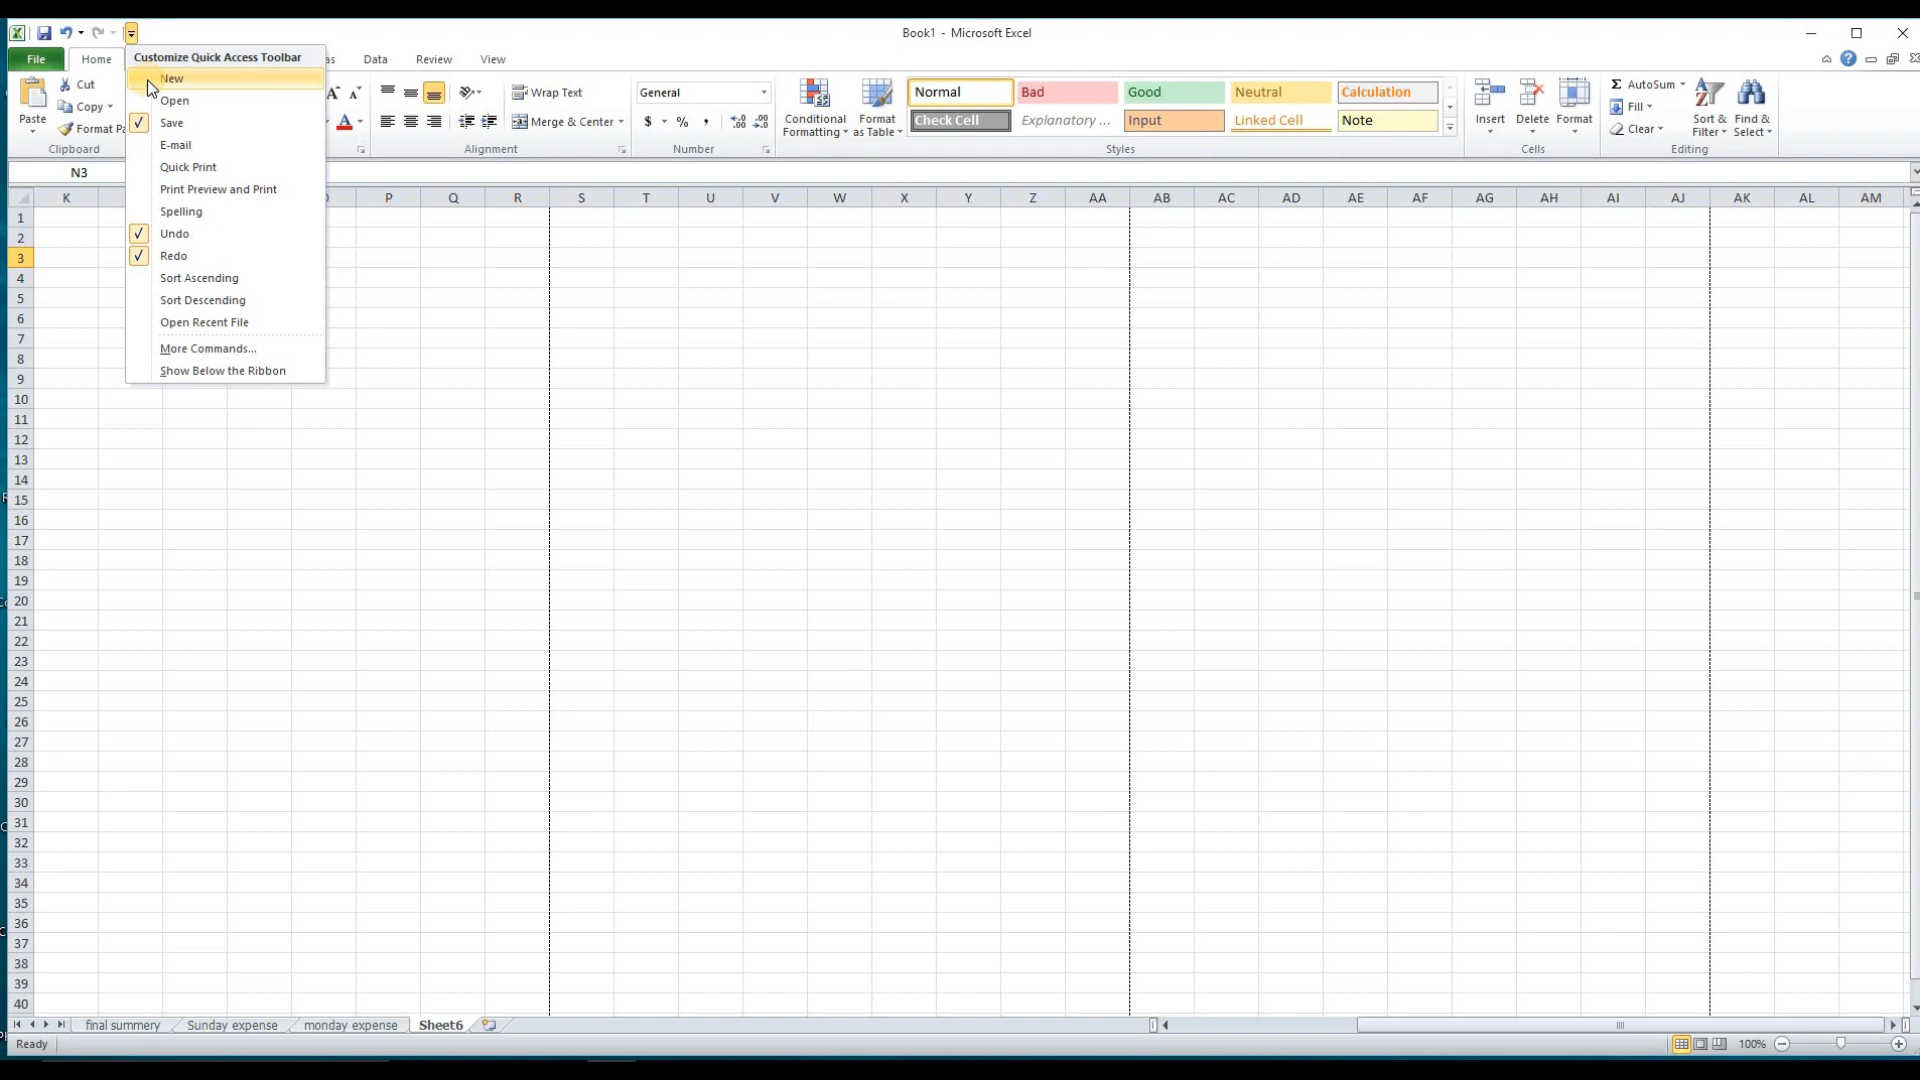 Book1 - Microsoft Excel
File Home as Data Review View
Customize Quick Access Toolbar
New
Open
Save
E-mail
Quick Print
Print Preview and Print
Spelling
Undo
Redo
Sort Ascending
Sort Descending
Open Recent File
More Commands...
Show Below the Ribbon
Paste
Cut
Copy
Format Pa
Clipboard
A A
A
Wrap Text
Merge & Center
Alignment
General
$ % , .00 .00
Number
Conditional Formatting
Format as Table
Normal Bad Good Neutral Calculation
Check Cell Explanatory ... Input Linked Cell Note
Styles
Insert Delete Format
Cells
Σ AutoSum
Fill
Clear
Sort & Filter
Find & Select
Editing
N3
K P Q R S T U V W X Y Z AA AB AC AD AE AF AG AH AI AJ AK AL AM
1
2
3
4
5
6
7
8
9
10
11
12
13
14
15
16
17
18
19
20
21
22
23
24
25
26
27
28
29
30
31
32
33
34
35
36
37
38
39
40
final summery Sunday expense monday expense Sheet6
Ready 100%